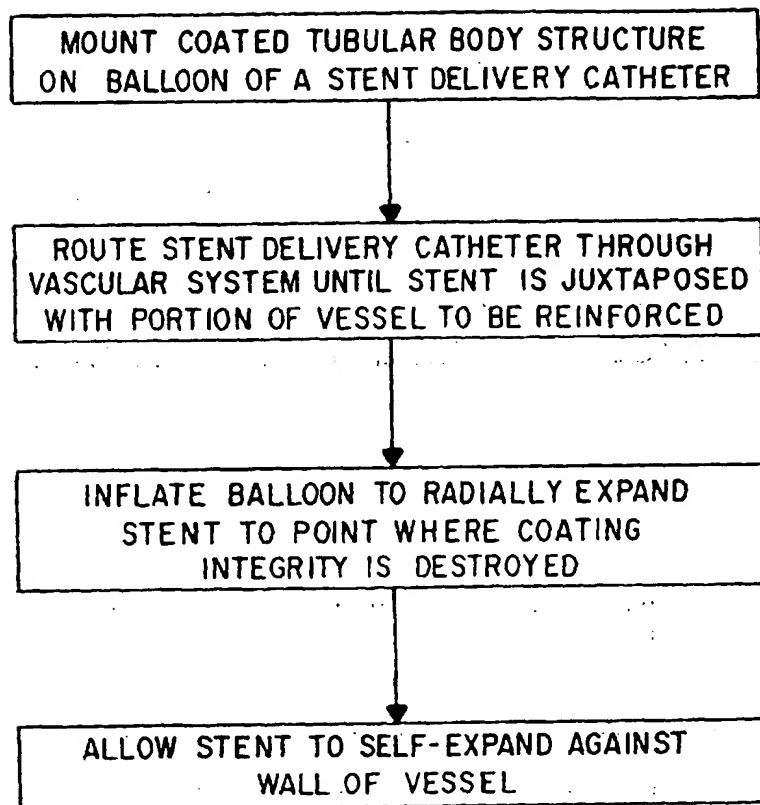 MOUNT COATED TUBULAR BODY STRUCTURE
ON BALLOON OF A STENT DELIVERY CATHETER
ROUTE STENT DELIVERY CATHETER THROUGH
VASCULAR SYSTEM UNTIL STENT IS JUXTAPOSED
WITH PORTION OF VESSEL TO BE REINFORCED
INFLATE BALLOON TO RADIALLY EXPAND
STENT TO POINT WHERE COATING
INTEGRITY IS DESTROYED
ALLOW STENT TO SELF-EXPAND AGAINST
WALL OF VESSEL